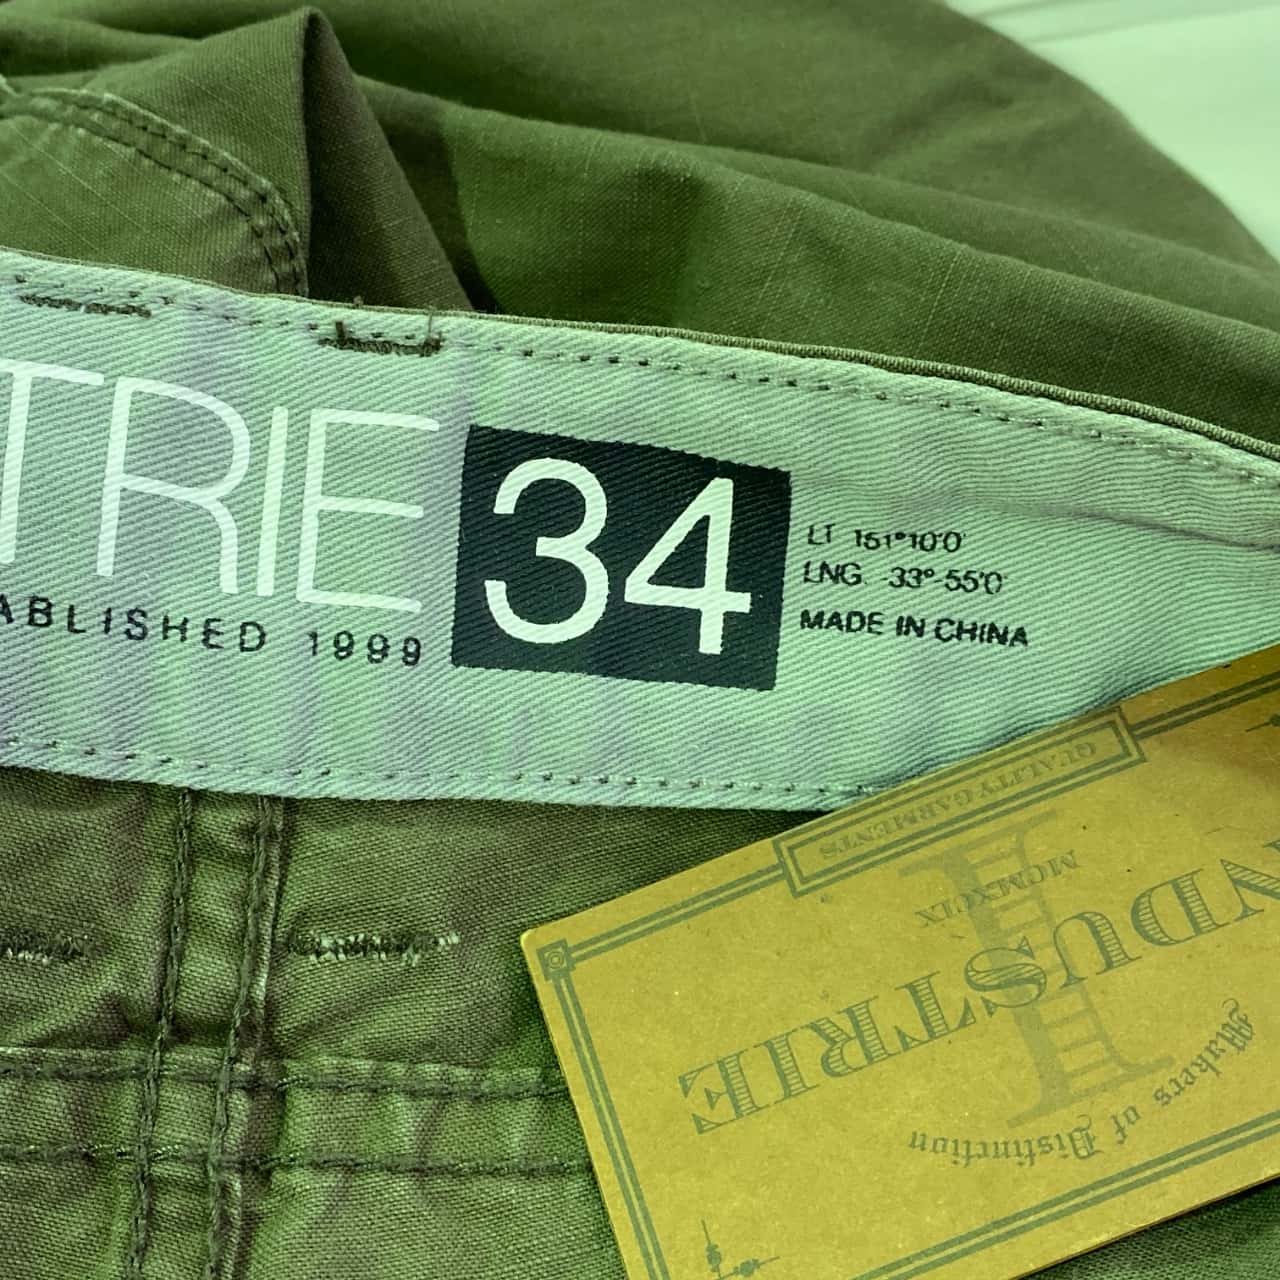 TRIE
ABLISHED 1999
34
LT 151°10'0'
LNG. -33°-55'0'
MADE IN CHINA
QUALITY GARMENTS
MCMXCIX
NDUSTRIE
Makers of Distinction